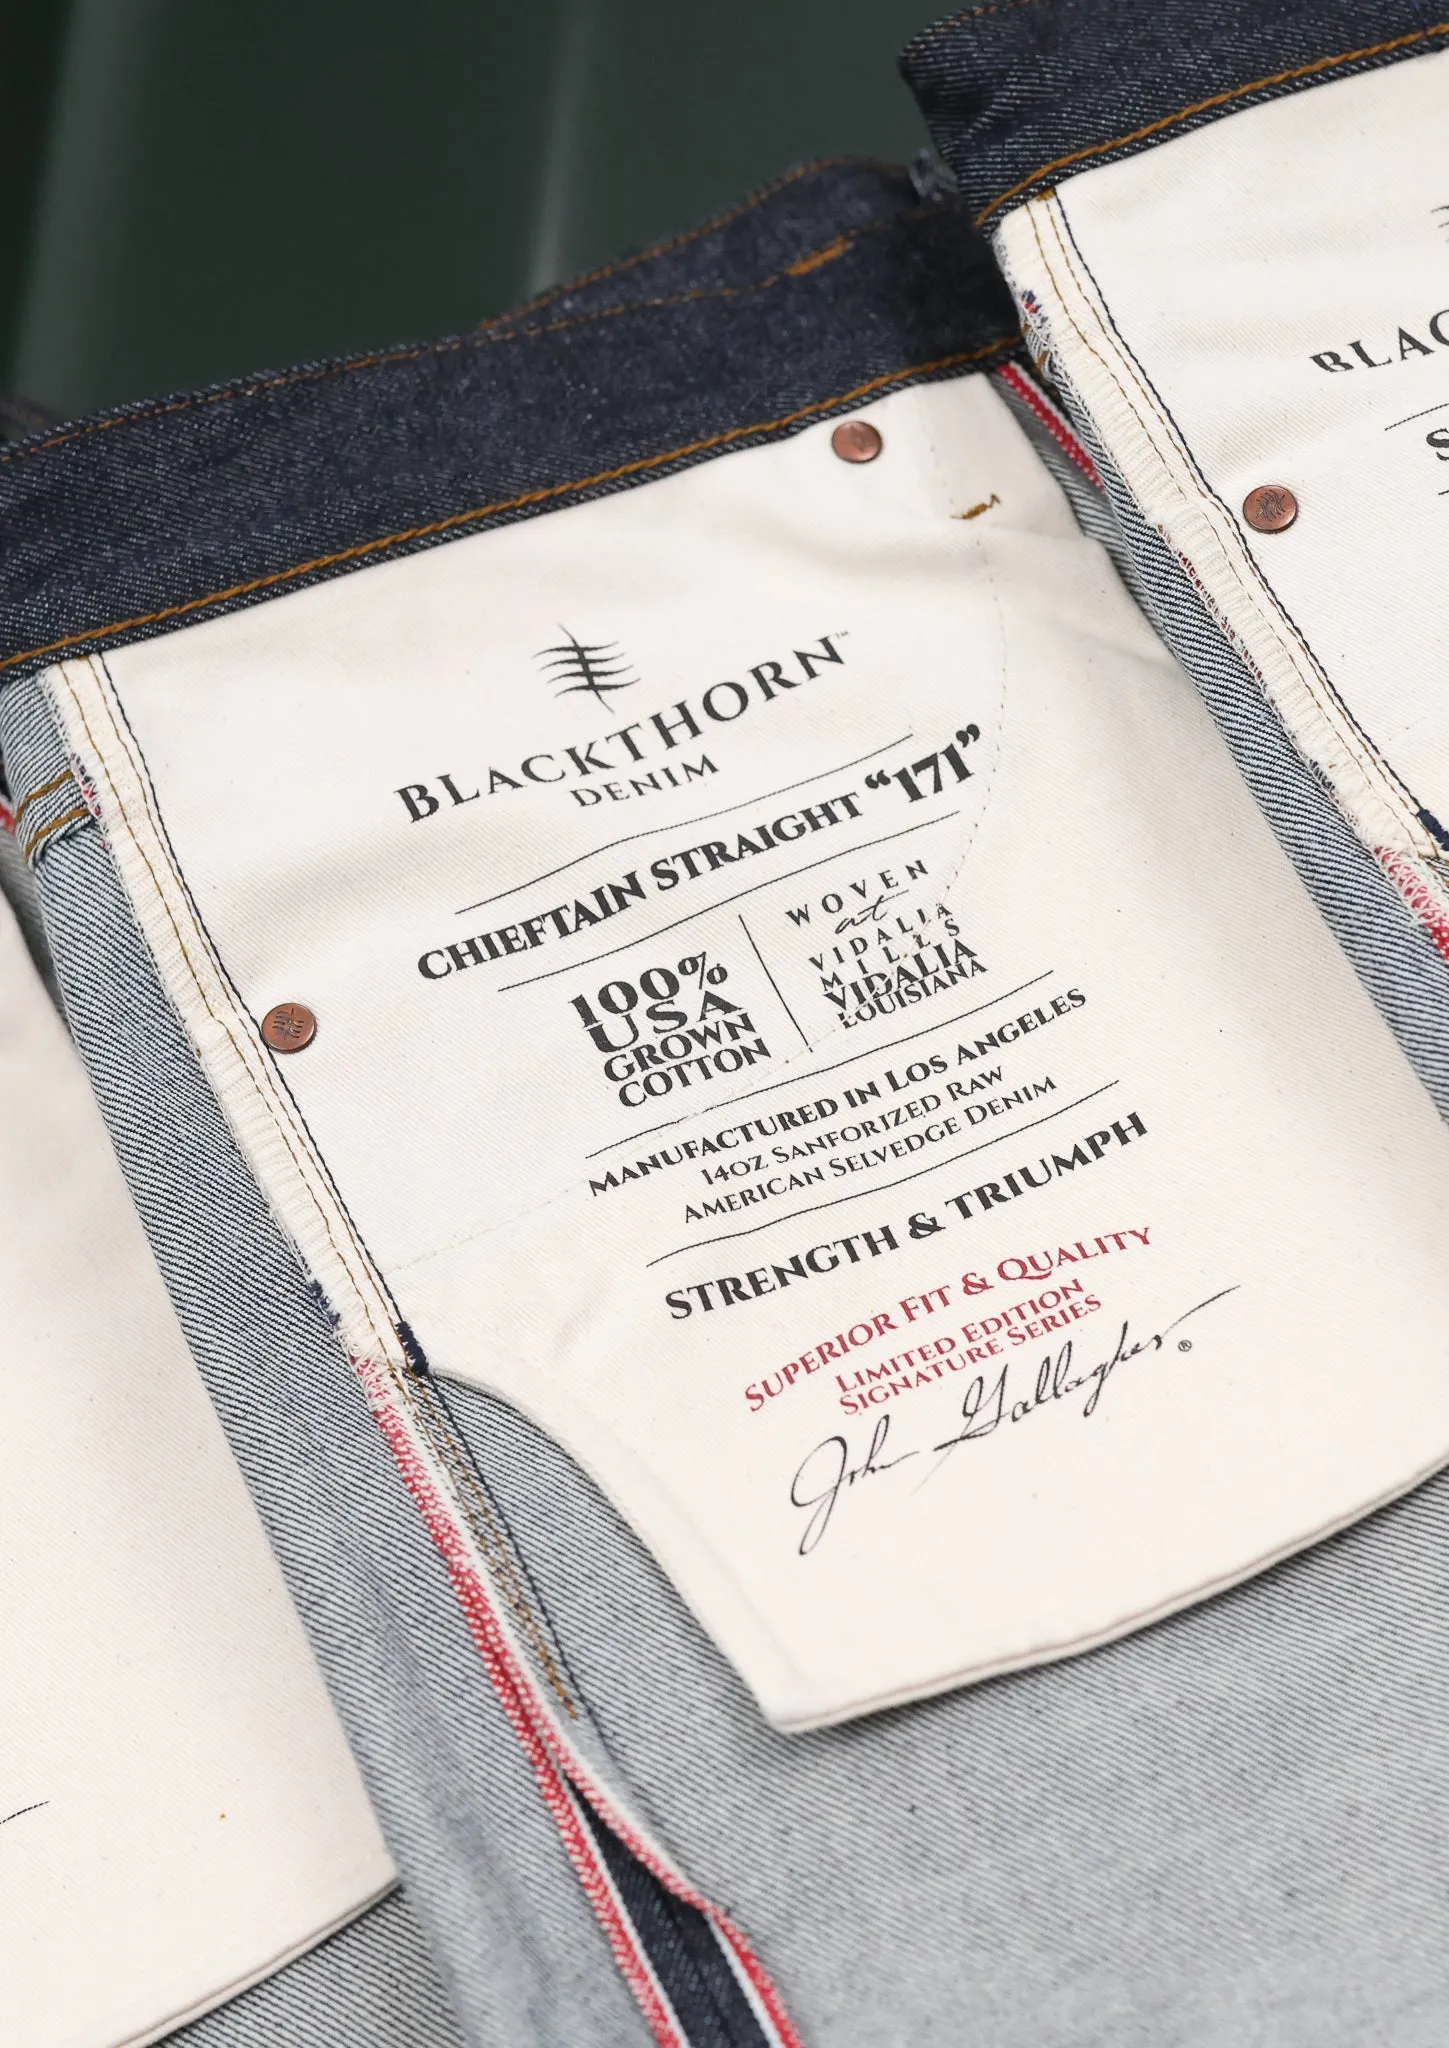 BLACKTHORN™
DENIM
CHIEFTAIN STRAIGHT “171”
100%
USA
GROWN
COTTON
WOVEN
at
VIDALIA
MILLS
VIDALIA
LOUISIANA
MANUFACTURED IN LOS ANGELES
14OZ SANFORIZED RAW
AMERICAN SELVEDGE DENIM
STRENGTH & TRIUMPH
SUPERIOR FIT & QUALITY
LIMITED EDITION
SIGNATURE SERIES
John Gallagher®
BLAC
S